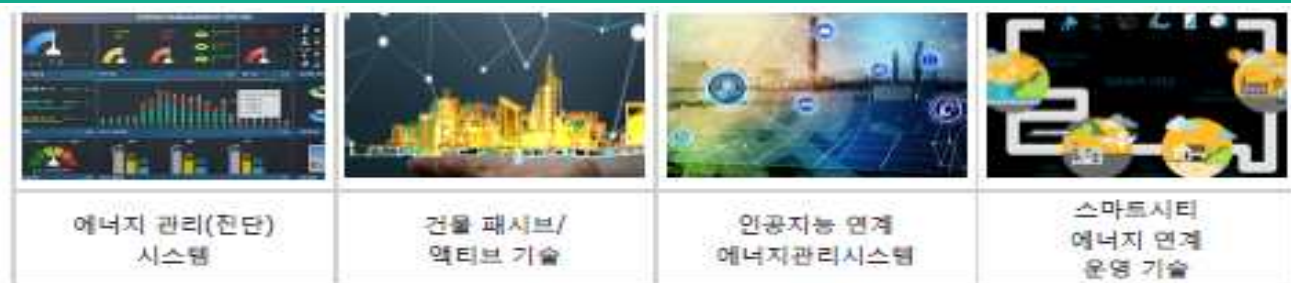 에너지 관리(진단)
시스템
건물 패시브/
액티브 기술
인공지능 연계
에너지관리시스템
스마트시티
에너지 연계
운영 기술